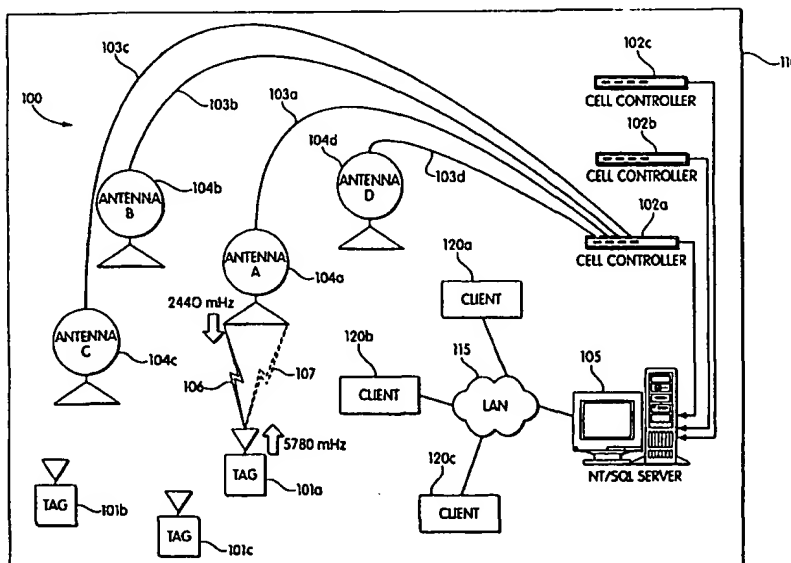 103c
102c
CELL CONTROLLER
100
103b
103a
102b
CELL CONTROLLER
104d
103d
104b
ANTENNA
B
ANTENNA
D
102a
CELL CONTROLLER
ANTENNA
A
104a
120a
CLIENT
2440 mHz
ANTENNA
C
104c
106
107
120b
CLIENT
115
LAN
105
5780 mHz
TAG
101a
NT/SQL SERVER
120c
CLIENT
TAG
101b
TAG
101c